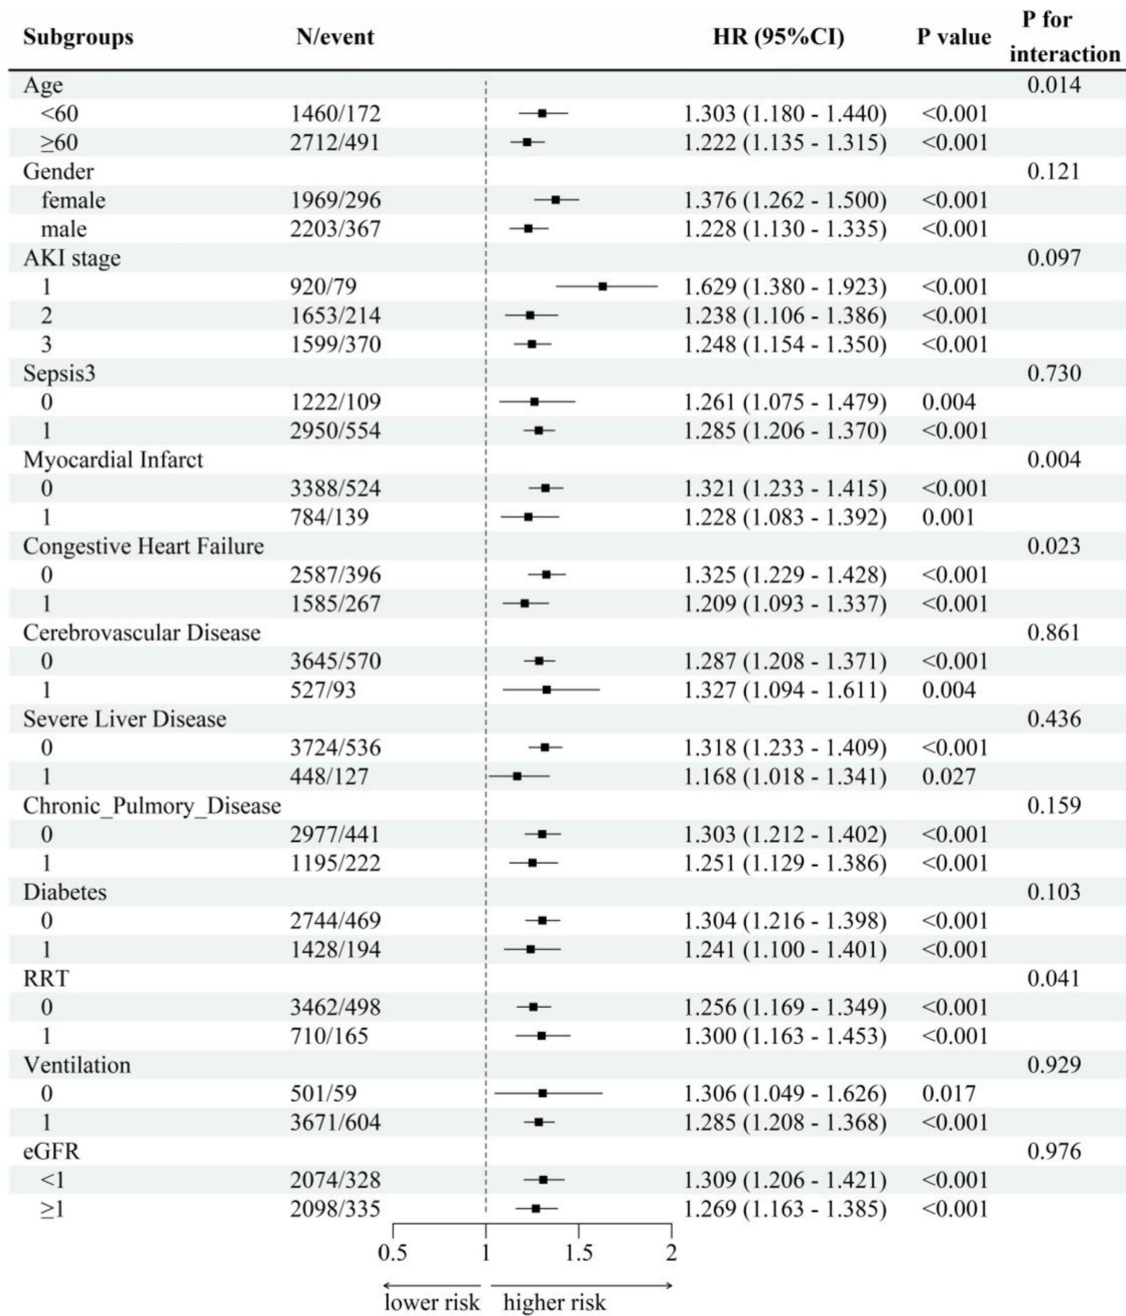 Subgroups N/event HR (95%CI) P value P for interaction
Age 0.014
<60 1460/172 1.303 (1.180 - 1.440) <0.001
≥60 2712/491 1.222 (1.135 - 1.315) <0.001
Gender 0.121
female 1969/296 1.376 (1.262 - 1.500) <0.001
male 2203/367 1.228 (1.130 - 1.335) <0.001
AKI stage 0.097
1 920/79 1.629 (1.380 - 1.923) <0.001
2 1653/214 1.238 (1.106 - 1.386) <0.001
3 1599/370 1.248 (1.154 - 1.350) <0.001
Sepsis3 0.730
0 1222/109 1.261 (1.075 - 1.479) 0.004
1 2950/554 1.285 (1.206 - 1.370) <0.001
Myocardial Infarct 0.004
0 3388/524 1.321 (1.233 - 1.415) <0.001
1 784/139 1.228 (1.083 - 1.392) 0.001
Congestive Heart Failure 0.023
0 2587/396 1.325 (1.229 - 1.428) <0.001
1 1585/267 1.209 (1.093 - 1.337) <0.001
Cerebrovascular Disease 0.861
0 3645/570 1.287 (1.208 - 1.371) <0.001
1 527/93 1.327 (1.094 - 1.611) 0.004
Severe Liver Disease 0.436
0 3724/536 1.318 (1.233 - 1.409) <0.001
1 448/127 1.168 (1.018 - 1.341) 0.027
Chronic_Pulmory_Disease 0.159
0 2977/441 1.303 (1.212 - 1.402) <0.001
1 1195/222 1.251 (1.129 - 1.386) <0.001
Diabetes 0.103
0 2744/469 1.304 (1.216 - 1.398) <0.001
1 1428/194 1.241 (1.100 - 1.401) <0.001
RRT 0.041
0 3462/498 1.256 (1.169 - 1.349) <0.001
1 710/165 1.300 (1.163 - 1.453) <0.001
Ventilation 0.929
0 501/59 1.306 (1.049 - 1.626) 0.017
1 3671/604 1.285 (1.208 - 1.368) <0.001
eGFR 0.976
<1 2074/328 1.309 (1.206 - 1.421) <0.001
≥1 2098/335 1.269 (1.163 - 1.385) <0.001
0.5 1 1.5 2
lower risk higher risk